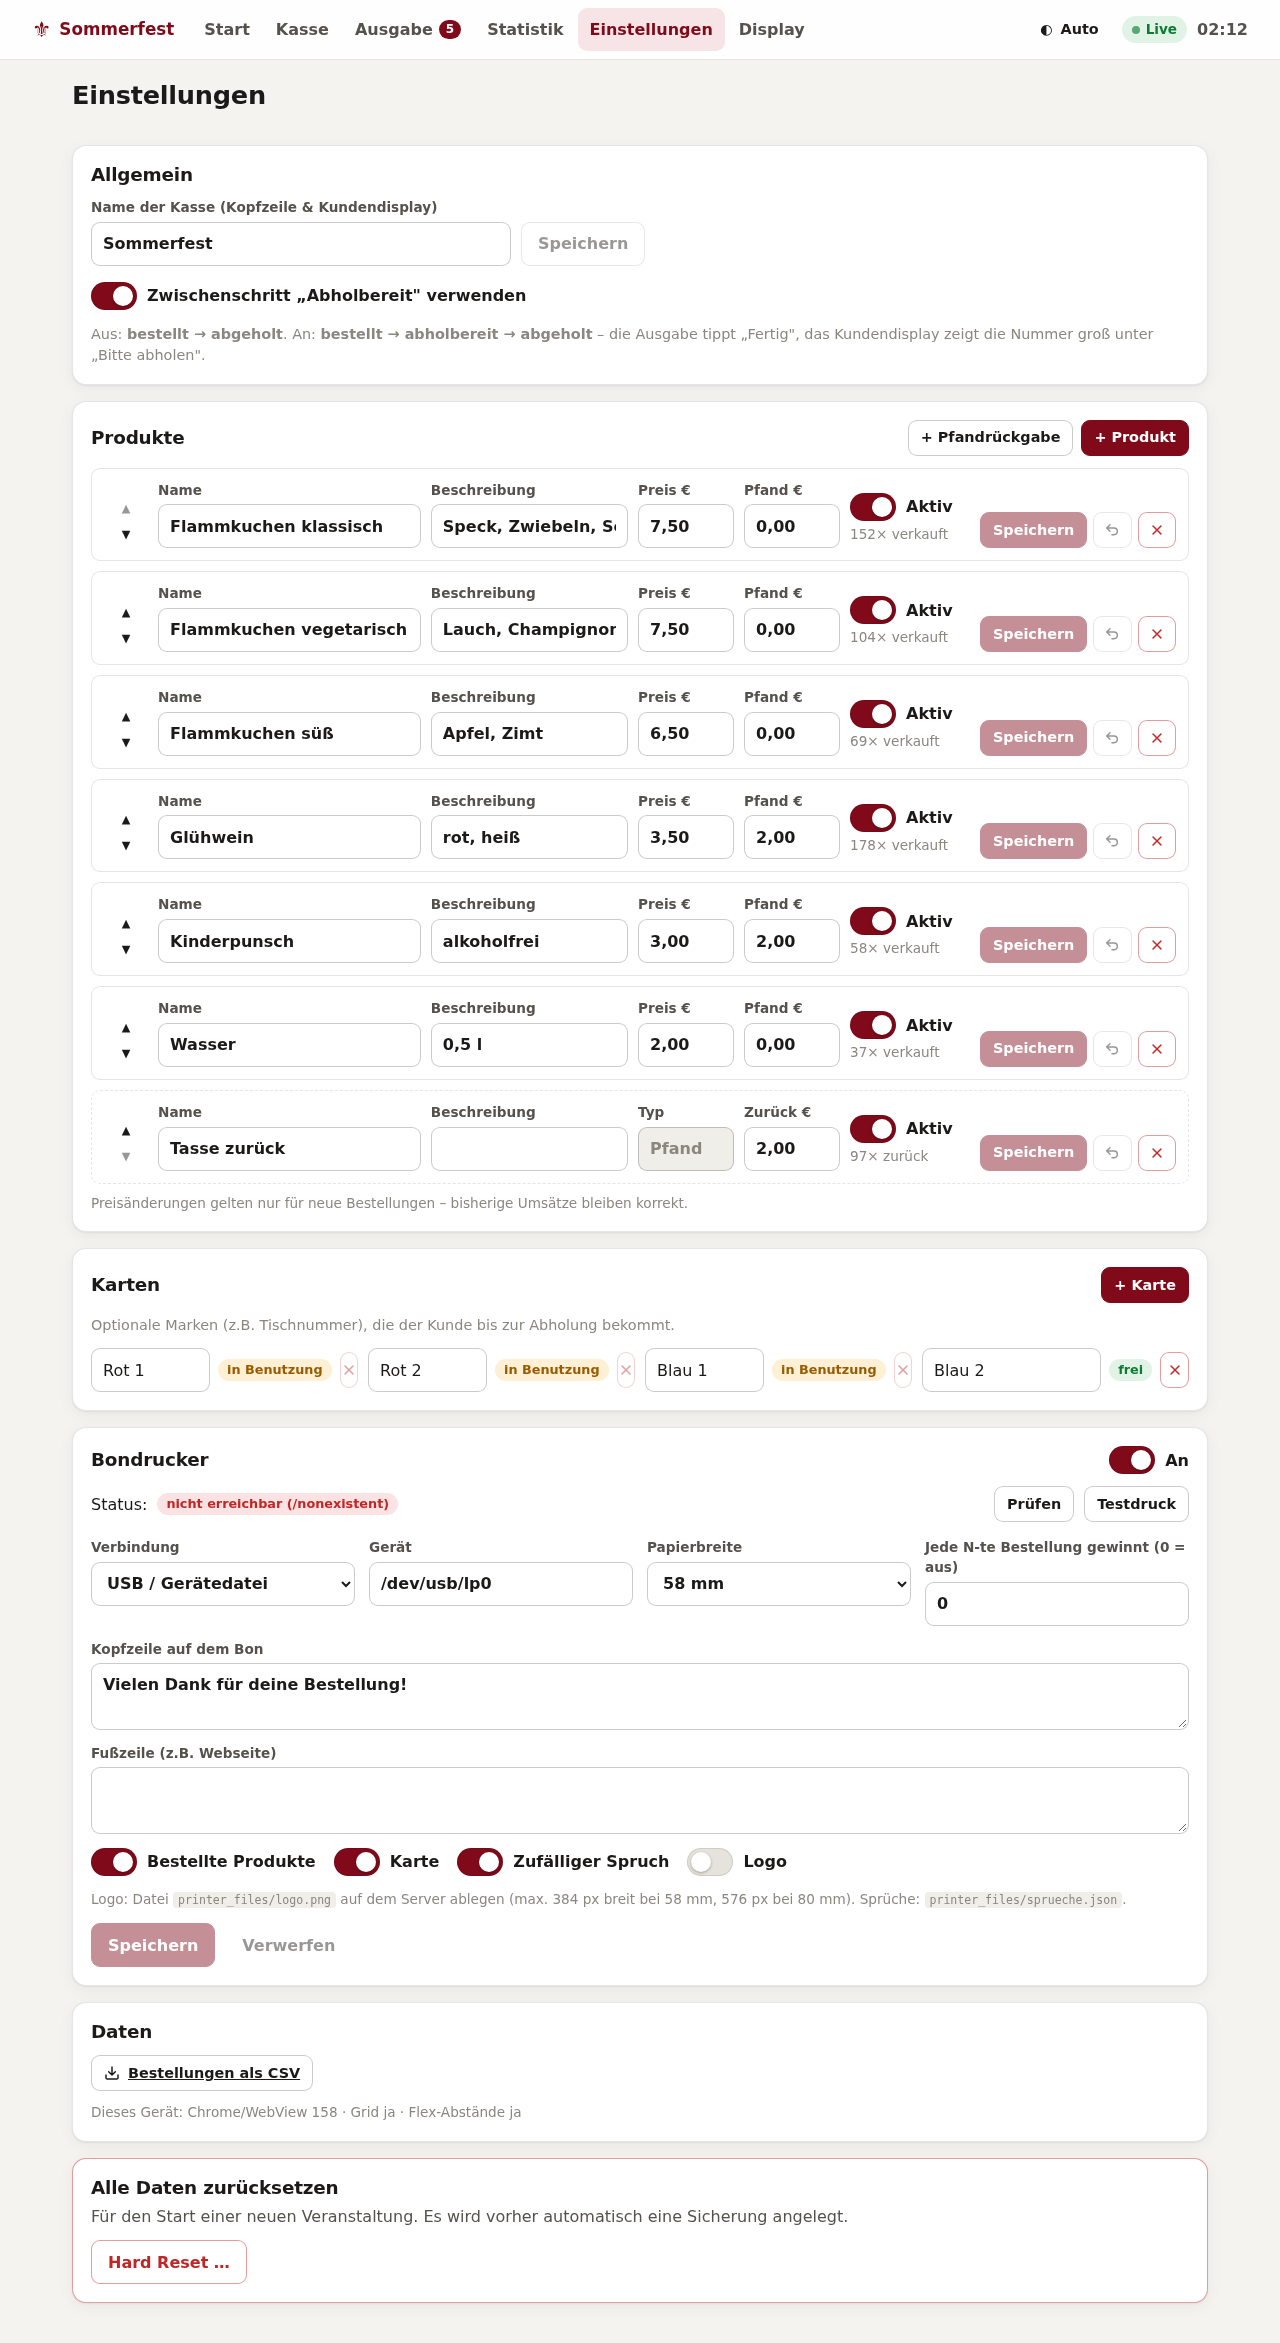 ⚜ Sommerfest Start Kasse Ausgabe 5 Statistik Einstellungen Display ◐ Auto Live 02:12
Einstellungen
Allgemein
Name der Kasse (Kopfzeile & Kundendisplay)
Sommerfest Speichern
Zwischenschritt „Abholbereit" verwenden
Aus: bestellt → abgeholt. An: bestellt → abholbereit → abgeholt – die Ausgabe tippt „Fertig", das Kundendisplay zeigt die Nummer groß unter
„Bitte abholen".
Produkte + Pfandrückgabe + Produkt
Name Beschreibung Preis € Pfand €
▲ Aktiv
Flammkuchen klassisch Speck, Zwiebeln, 7,50 0,00 Speichern ×
▼ 152× verkauft
Name Beschreibung Preis € Pfand €
▲ Aktiv
Flammkuchen vegetarisch Lauch, Champignon 7,50 0,00 Speichern ×
▼ 104× verkauft
Name Beschreibung Preis € Pfand €
▲ Aktiv
Flammkuchen süß Apfel, Zimt 6,50 0,00 Speichern ×
▼ 69× verkauft
Name Beschreibung Preis € Pfand €
▲ Aktiv
Glühwein rot, heiß 3,50 2,00 Speichern ×
▼ 178× verkauft
Name Beschreibung Preis € Pfand €
▲ Aktiv
Kinderpunsch alkoholfrei 3,00 2,00 Speichern ×
▼ 58× verkauft
Name Beschreibung Preis € Pfand €
▲ Aktiv
Wasser 0,5 l 2,00 0,00 Speichern ×
▼ 37× verkauft
Name Beschreibung Typ Zurück €
▲ Aktiv
Tasse zurück Pfand 2,00 Speichern ×
▼ 97× zurück
Preisänderungen gelten nur für neue Bestellungen – bisherige Umsätze bleiben korrekt.
Karten + Karte
Optionale Marken (z.B. Tischnummer), die der Kunde bis zur Abholung bekommt.
Rot 1 in Benutzung × Rot 2 in Benutzung × Blau 1 in Benutzung × Blau 2 frei ×
Bondrucker An
Status: nicht erreichbar (/nonexistent) Prüfen Testdruck
Verbindung Gerät Papierbreite Jede N-te Bestellung gewinnt (0 =
aus)
USB / Gerätedatei /dev/usb/lp0 58 mm 0
Kopfzeile auf dem Bon
Vielen Dank für deine Bestellung!
Fußzeile (z.B. Webseite)
Bestellte Produkte Karte Zufälliger Spruch Logo
Logo: Datei printer_files/logo.png auf dem Server ablegen (max. 384 px breit bei 58 mm, 576 px bei 80 mm). Sprüche: printer_files/sprueche.json.
Speichern Verwerfen
Daten
Bestellungen als CSV
Dieses Gerät: Chrome/WebView 158 · Grid ja · Flex-Abstände ja
Alle Daten zurücksetzen
Für den Start einer neuen Veranstaltung. Es wird vorher automatisch eine Sicherung angelegt.
Hard Reset …